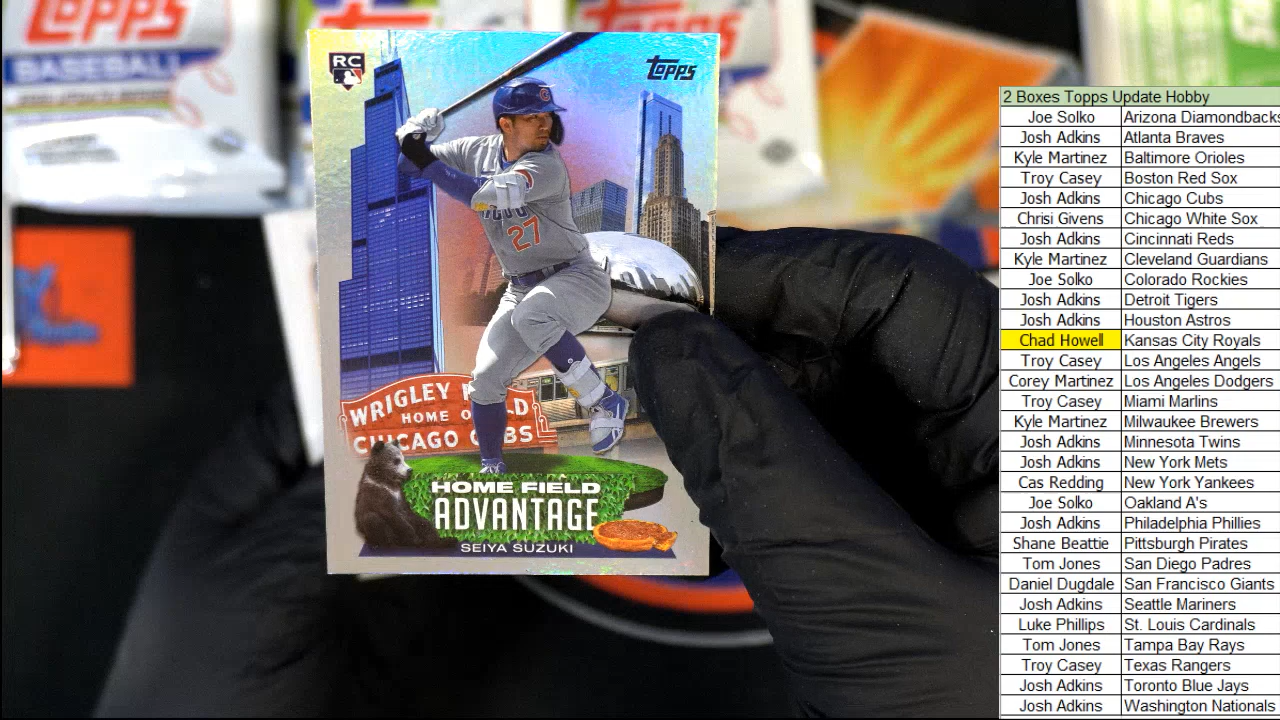 Topps
BASEBALL
RC
Topps
27
WRIGLEY
HOME
CHICAGO CUBS
HOME FIELD
ADVANTAGE
SEIYA SUZUKI
2 Boxes Topps Update Hobby
Joe Solko Arizona Diamondbacks
Josh Adkins Atlanta Braves
Kyle Martinez Baltimore Orioles
Troy Casey Boston Red Sox
Josh Adkins Chicago Cubs
Chrisi Givens Chicago White Sox
Josh Adkins Cincinnati Reds
Kyle Martinez Cleveland Guardians
Joe Solko Colorado Rockies
Josh Adkins Detroit Tigers
Josh Adkins Houston Astros
Chad Howell Kansas City Royals
Troy Casey Los Angeles Angels
Corey Martinez Los Angeles Dodgers
Troy Casey Miami Marlins
Kyle Martinez Milwaukee Brewers
Josh Adkins Minnesota Twins
Josh Adkins New York Mets
Cas Redding New York Yankees
Joe Solko Oakland A's
Josh Adkins Philadelphia Phillies
Shane Beattie Pittsburgh Pirates
Tom Jones San Diego Padres
Daniel Dugdale San Francisco Giants
Josh Adkins Seattle Mariners
Luke Phillips St. Louis Cardinals
Tom Jones Tampa Bay Rays
Troy Casey Texas Rangers
Josh Adkins Toronto Blue Jays
Josh Adkins Washington Nationals